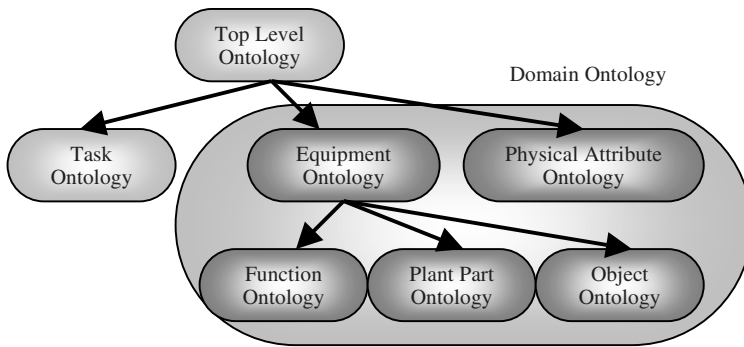 Top Level
Ontology
Domain Ontology
Task
Ontology
Equipment
Ontology
Physical Attribute
Ontology
Function
Ontology
Plant Part
Ontology
Object
Ontology